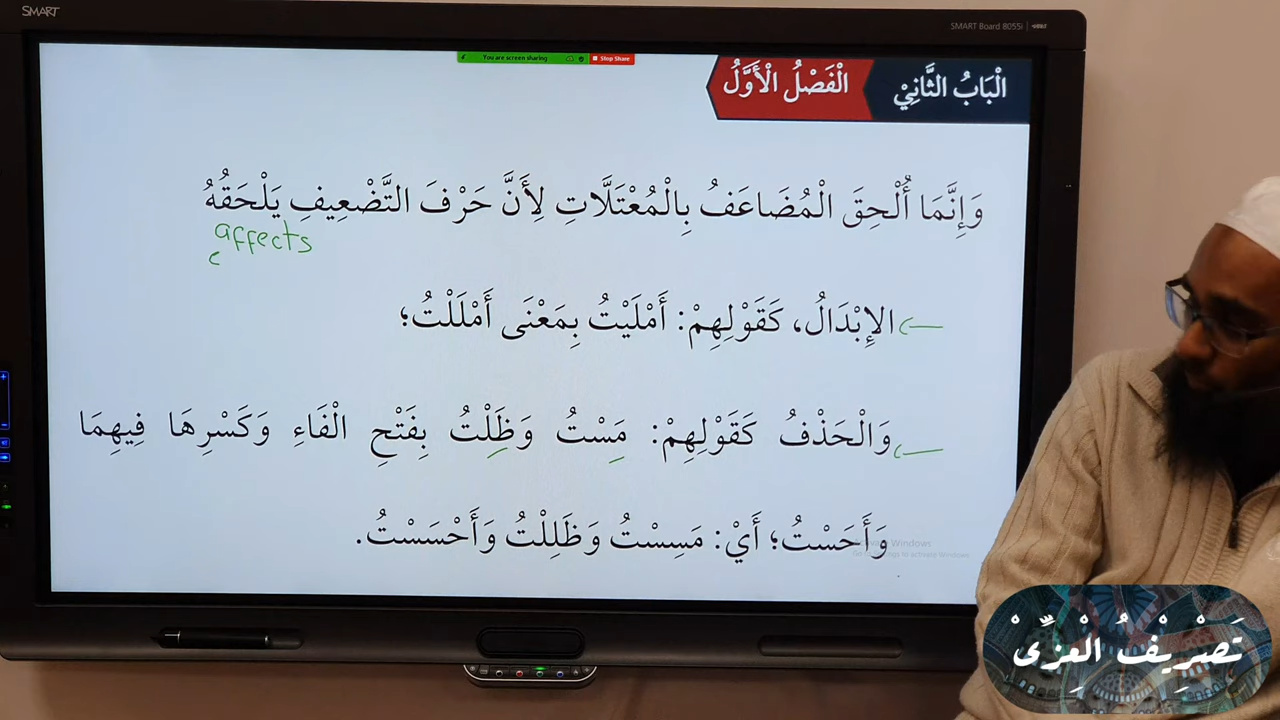 SMART
SMART Board 8055i
You are screen sharing
Stop Share
الْبَابُ الثَّانِيْ
الْفَصْلُ الْأَوَّلُ
وَإِنَّمَا أُلْحِقَ الْمُضَاعَفُ بِالْمُعْتَلَّاتِ لِأَنَّ حَرْفَ التَّضْعِيفِ يَلْحَقُهُ
affects
الإِبْدَالُ، كَقَوْلِهِمْ: أَمْلَيْتُ بِمَعْنَى أَمْلَلْتُ؛
وَالْحَذْفُ كَقَوْلِهِمْ: مَِسْتُ وَظَِلْتُ بِفَتْحِ الْفَاءِ وَكَسْرِهَا فِيهِمَا
وَأَحَسْتُ؛ أَيْ: مَسِسْتُ وَظَلِلْتُ وَأَحْسَسْتُ.
تَصْرِيْفُ الْعِزِّىْ